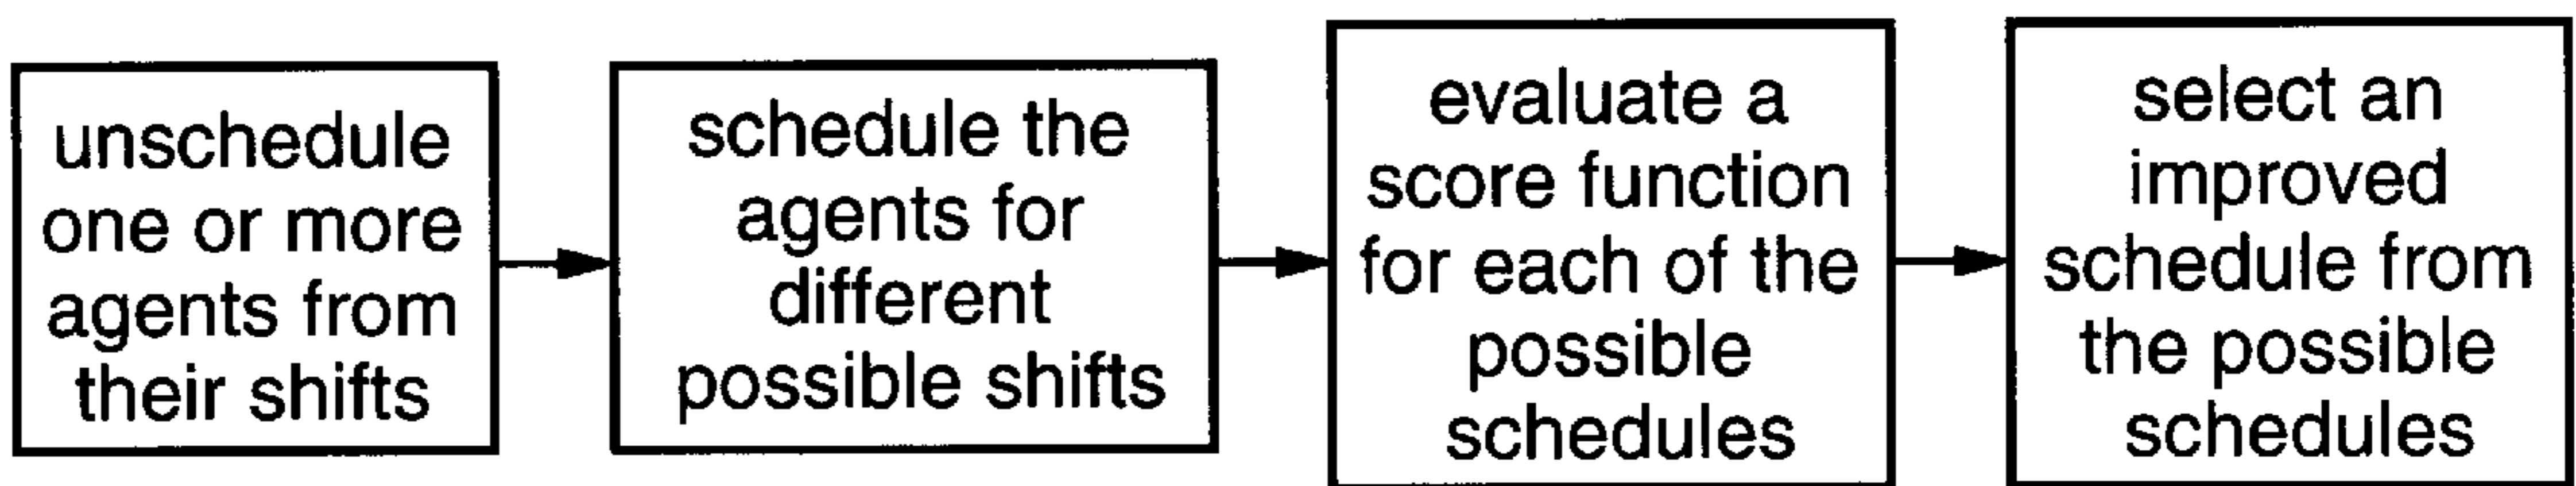 unschedule
one or more
agents from
their shifts
schedule the
agents for
different
possible shifts
evaluate a
score function
for each of the
possible
schedules
select an
improved
schedule from
the possible
schedules